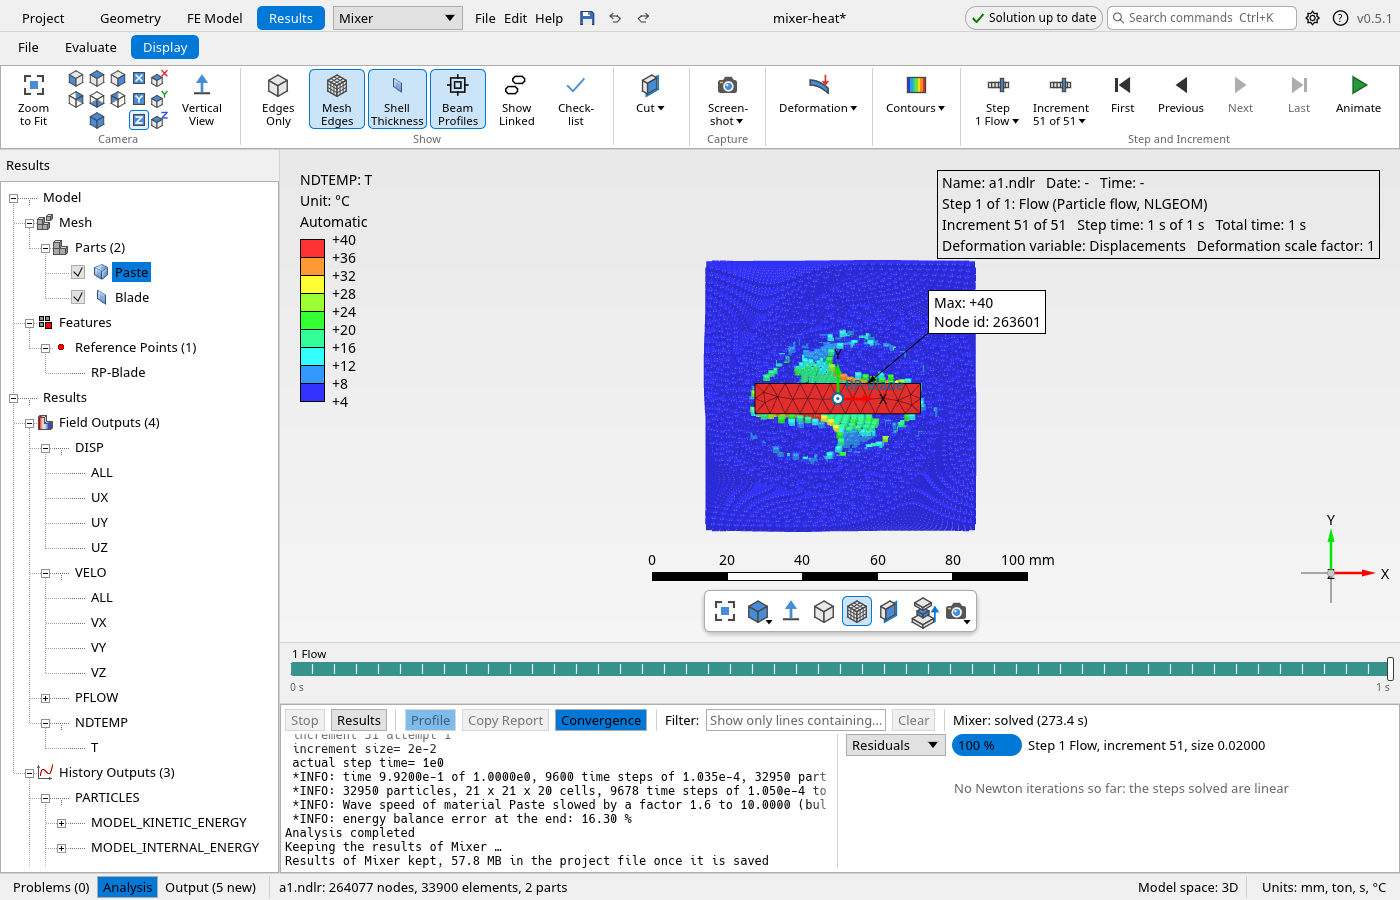 Project Geometry FE Model Results Mixer File Edit Help mixer-heat* Solution up to date Search commands Ctrl+K v0.5.1
File Evaluate Display
Zoom to Fit
Vertical View
Camera
Edges Only
Mesh Edges
Shell Thickness
Beam Profiles
Show Linked
Check-list
Show
Cut
Screen-shot
Capture
Deformation
Contours
Step 1 Flow
Increment 51 of 51
First
Previous
Next
Last
Animate
Step and Increment
Results
Model
Mesh
Parts (2)
Paste
Blade
Features
Reference Points (1)
RP-Blade
Results
Field Outputs (4)
DISP
ALL
UX
UY
UZ
VELO
ALL
VX
VY
VZ
PFLOW
NDTEMP
T
History Outputs (3)
PARTICLES
MODEL_KINETIC_ENERGY
MODEL_INTERNAL_ENERGY
NDTEMP: T
Unit: °C
Automatic
+40
+36
+32
+28
+24
+20
+16
+12
+8
+4
Name: a1.ndlr Date: - Time: -
Step 1 of 1: Flow (Particle flow, NLGEOM)
Increment 51 of 51 Step time: 1 s of 1 s Total time: 1 s
Deformation variable: Displacements Deformation scale factor: 1
Max: +40
Node id: 263601
Y
X
0 20 40 60 80 100 mm
Y
X
Z
1 Flow
0 s 1 s
Stop Results Profile Copy Report Convergence Filter: Show only lines containing... Clear Mixer: solved (273.4 s)
increment 51 attempt 1
increment size= 2e-2
actual step time= 1e0
*INFO: time 9.9200e-1 of 1.0000e0, 9600 time steps of 1.035e-4, 32950 part
*INFO: 32950 particles, 21 x 21 x 20 cells, 9678 time steps of 1.050e-4 to
*INFO: Wave speed of material Paste slowed by a factor 1.6 to 10.0000 (bul
*INFO: energy balance error at the end: 16.30 %
Analysis completed
Keeping the results of Mixer …
Results of Mixer kept, 57.8 MB in the project file once it is saved
Residuals 100 % Step 1 Flow, increment 51, size 0.02000
No Newton iterations so far: the steps solved are linear
Problems (0) Analysis Output (5 new) a1.ndlr: 264077 nodes, 33900 elements, 2 parts Model space: 3D Units: mm, ton, s, °C